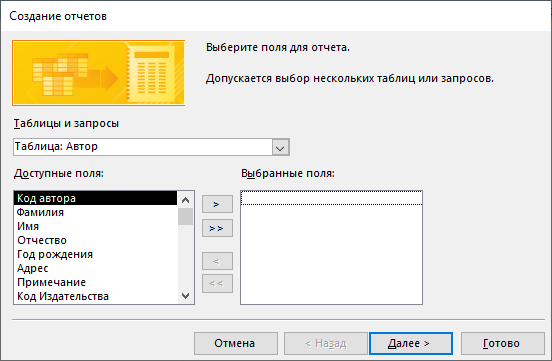 Создание отчетов
Выберите поля для отчета.
Допускается выбор нескольких таблиц или запросов.
Таблицы и запросы
Таблица: Автор
Доступные поля:
Выбранные поля:
Код автора
Фамилия
Имя
Отчество
Год рождения
Адрес
Примечание
Код Издательства
>
>>
<
<<
Отмена
< Назад
Далее >
Готово